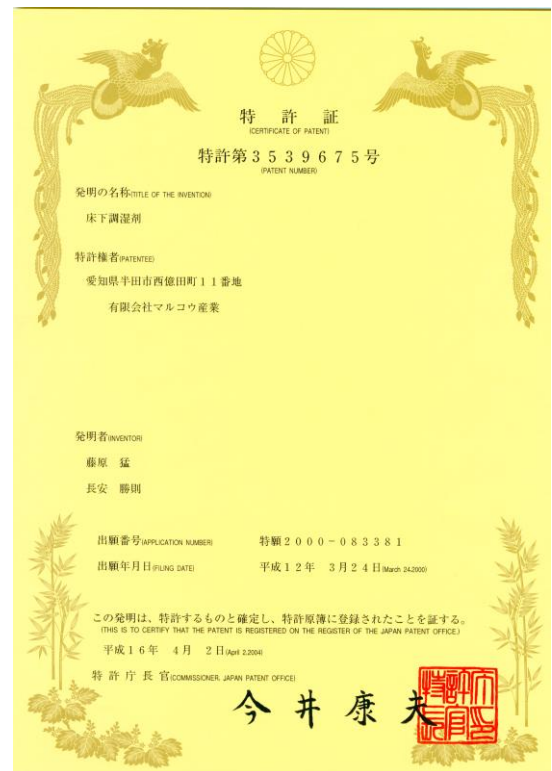 特許証
(CERTIFICATE OF PATENT)
特許第3539675号
(PATENT NUMBER)
発明の名称(TITLE OF THE INVENTION)
床下調湿剤
特許権者(PATENTEE)
愛知県半田市西億田町11番地
有限会社マルコウ産業
発明者(INVENTOR)
藤原 猛
長安 勝則
出願番号(APPLICATION NUMBER) 特願2000-083381
出願年月日(FILING DATE) 平成12年 3月24日(March 24,2000)
この発明は、特許するものと確定し、特許原簿に登録されたことを証する。
(THIS IS TO CERTIFY THAT THE PATENT IS REGISTERED ON THE REGISTER OF THE JAPAN PATENT OFFICE.)
平成16年 4月 2日(April 2,2004)
特許庁長官(COMMISSIONER, JAPAN PATENT OFFICE)
今井康夫